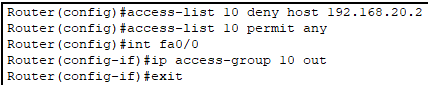 Router(config)#access-list 10 deny host 192.168.20.2
Router(config)#access-list 10 permit any
Router(config)#int fa0/0
Router(config-if)#ip access-group 10 out
Router(config-if)#exit